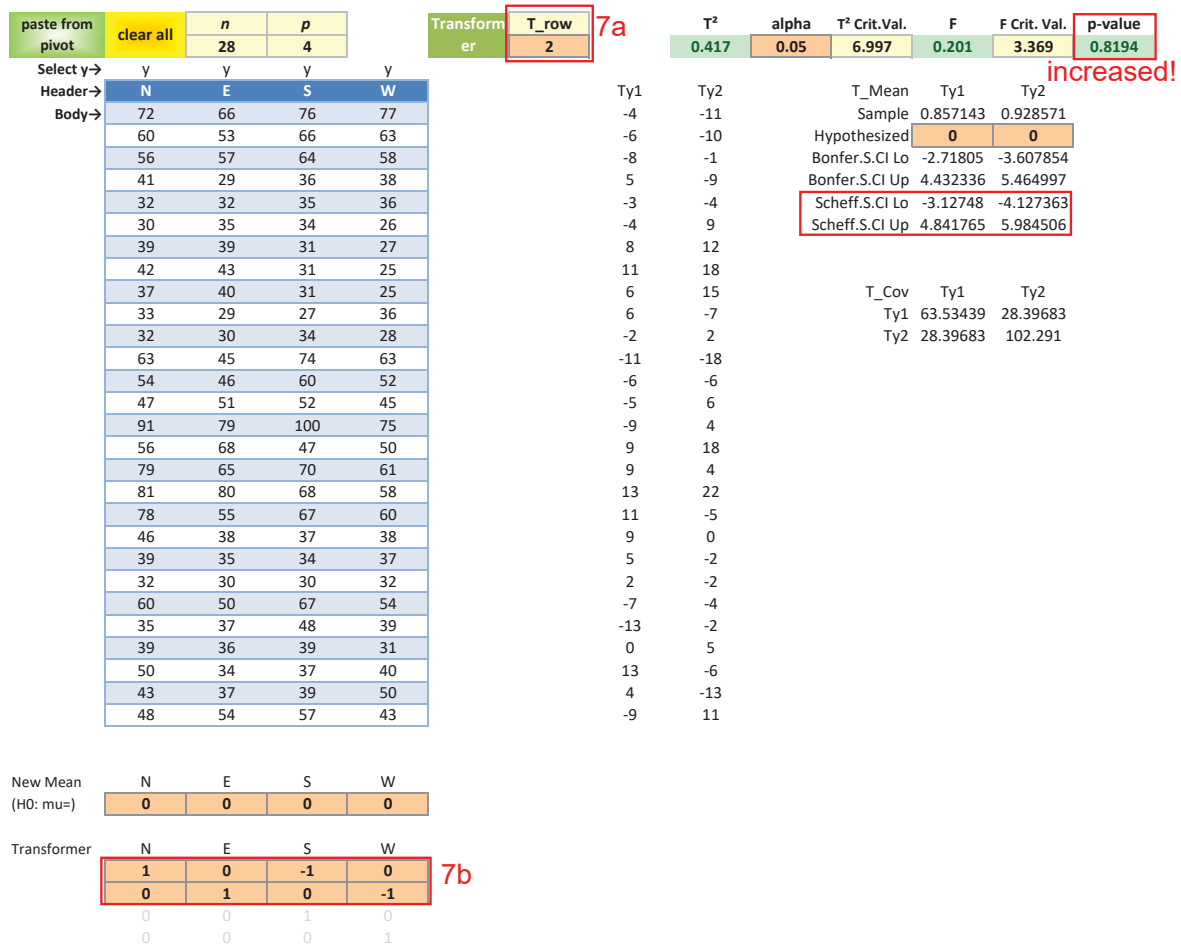 paste from pivot clear all n p Transformer T_row 7a T² alpha T² Crit.Val. F F Crit. Val. p-value
28 4 2 0.417 0.05 6.997 0.201 3.369 0.8194
increased!
Select y→ y y y y
Header→ N E S W Ty1 Ty2 T_Mean Ty1 Ty2
Body→ 72 66 76 77 -4 -11 Sample 0.857143 0.928571
60 53 66 63 -6 -10 Hypothesized 0 0
56 57 64 58 -8 -1 Bonfer.S.CI Lo -2.71805 -3.607854
41 29 36 38 5 -9 Bonfer.S.CI Up 4.432336 5.464997
32 32 35 36 -3 -4 Scheff.S.CI Lo -3.12748 -4.127363
30 35 34 26 -4 9 Scheff.S.CI Up 4.841765 5.984506
39 39 31 27 8 12
42 43 31 25 11 18
37 40 31 25 6 15 T_Cov Ty1 Ty2
33 29 27 36 6 -7 Ty1 63.53439 28.39683
32 30 34 28 -2 2 Ty2 28.39683 102.291
63 45 74 63 -11 -18
54 46 60 52 -6 -6
47 51 52 45 -5 6
91 79 100 75 -9 4
56 68 47 50 9 18
79 65 70 61 9 4
81 80 68 58 13 22
78 55 67 60 11 -5
46 38 37 38 9 0
39 35 34 37 5 -2
32 30 30 32 2 -2
60 50 67 54 -7 -4
35 37 48 39 -13 -2
39 36 39 31 0 5
50 34 37 40 13 -6
43 37 39 50 4 -13
48 54 57 43 -9 11
New Mean N E S W
(H0: mu=) 0 0 0 0
Transformer N E S W
1 0 -1 0 7b
0 1 0 -1
0 0 1 0
0 0 0 1